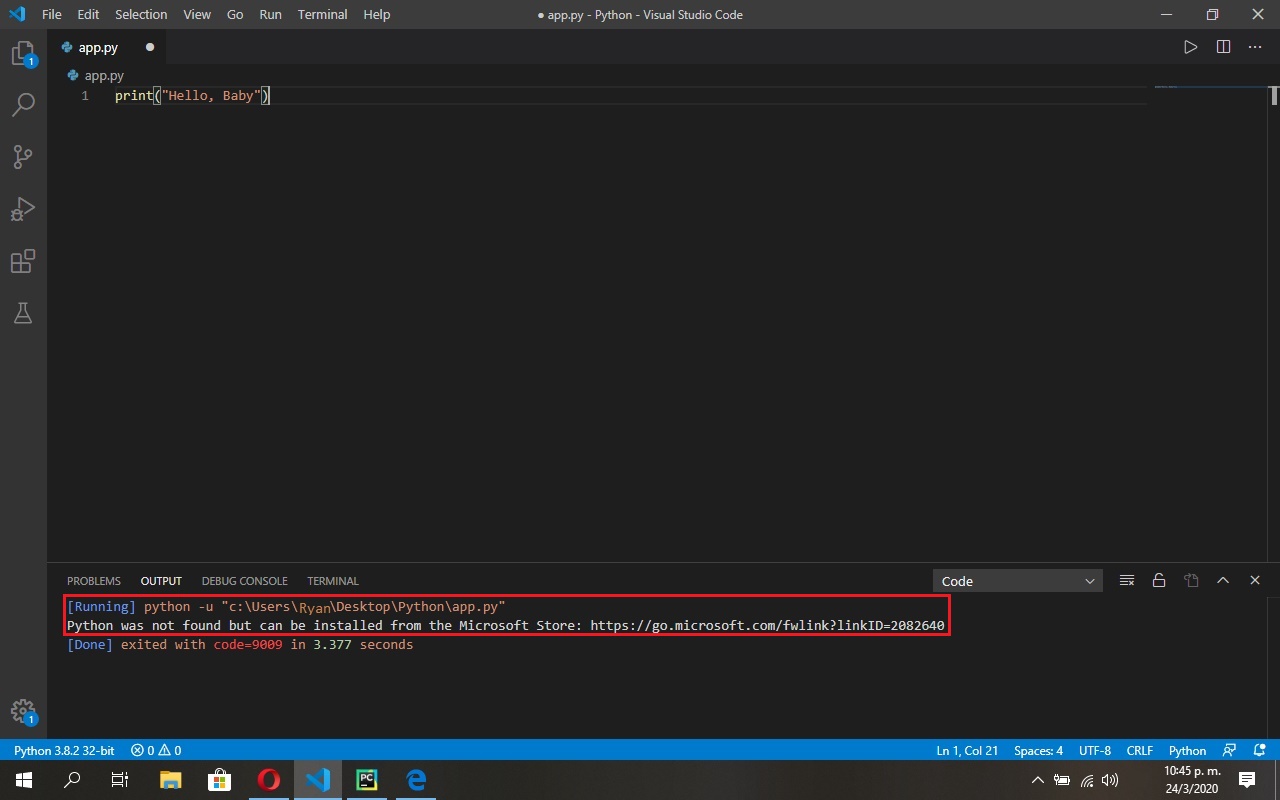 File Edit Selection View Go Run Terminal Help ● app.py - Python - Visual Studio Code
app.py ●
1
app.py
1 print("Hello, Baby")
PROBLEMS OUTPUT DEBUG CONSOLE TERMINAL Code
[Running] python -u "c:\Users\Ryan\Desktop\Python\app.py"
Python was not found but can be installed from the Microsoft Store: https://go.microsoft.com/fwlink?linkID=2082640
[Done] exited with code=9009 in 3.377 seconds
1
Python 3.8.2 32-bit 0 0 Ln 1, Col 21 Spaces: 4 UTF-8 CRLF Python
PC 10:45 p. m.
24/3/2020